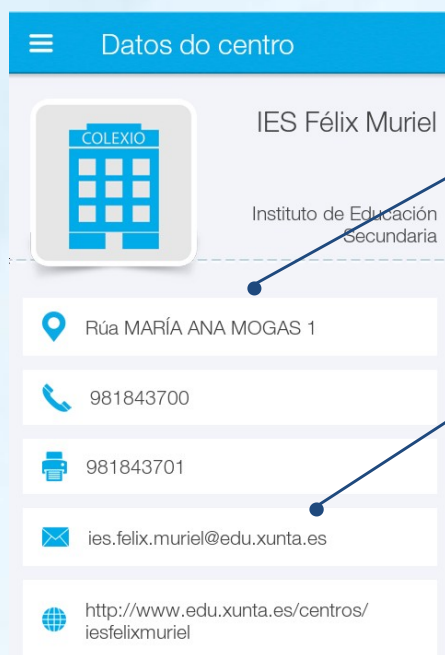 Datos do centro
COLEXIO
IES Félix Muriel
Instituto de Educación
Secundaria
Rúa MARÍA ANA MOGAS 1
981843700
981843701
ies.felix.muriel@edu.xunta.es
http://www.edu.xunta.es/centros/
iesfelixmuriel